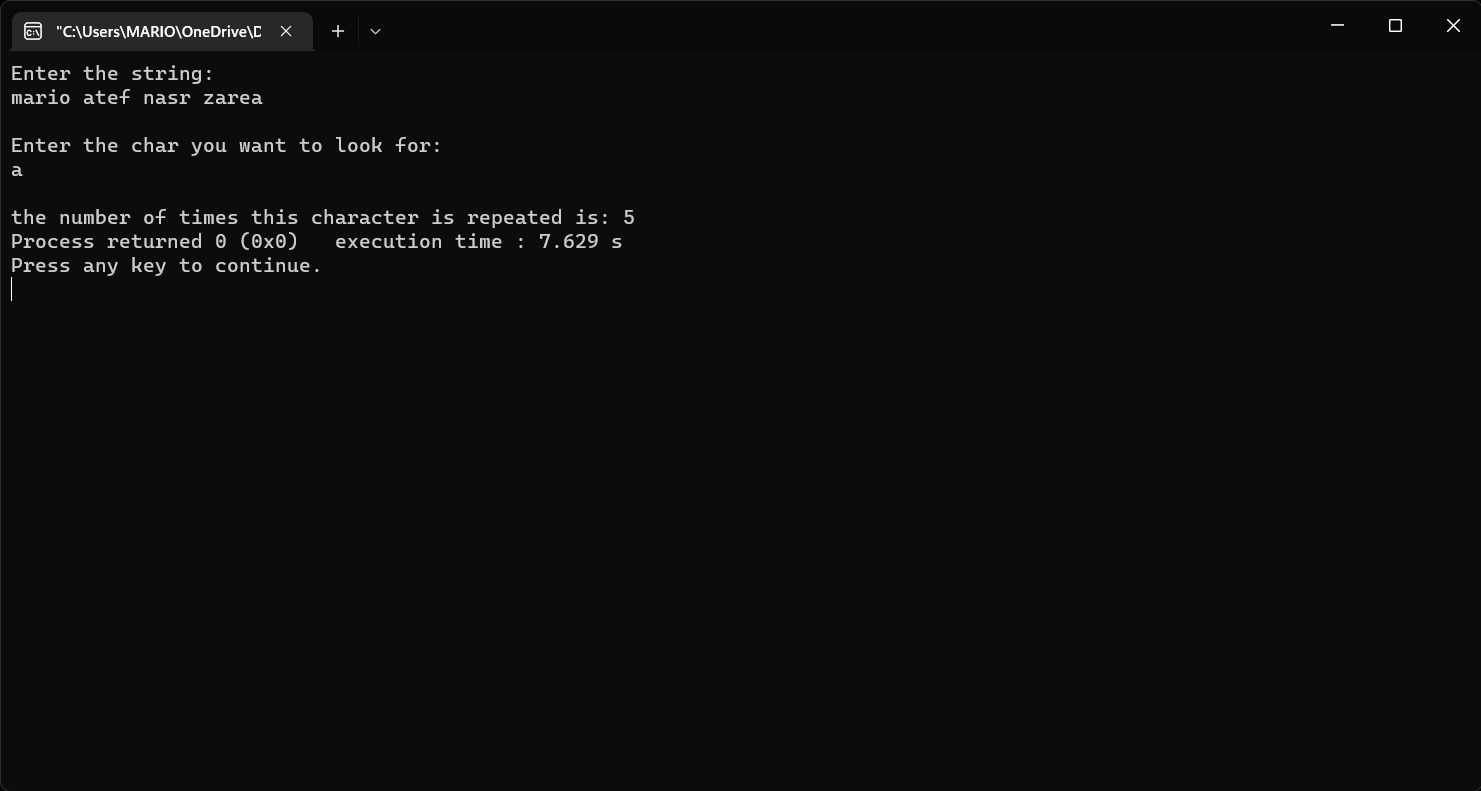 "C:\Users\MARIO\OneDrive\D
Enter the string:
mario atef nasr zarea
Enter the char you want to look for:
a
the number of times this character is repeated is: 5
Process returned 0 (0x0)   execution time : 7.629 s
Press any key to continue.